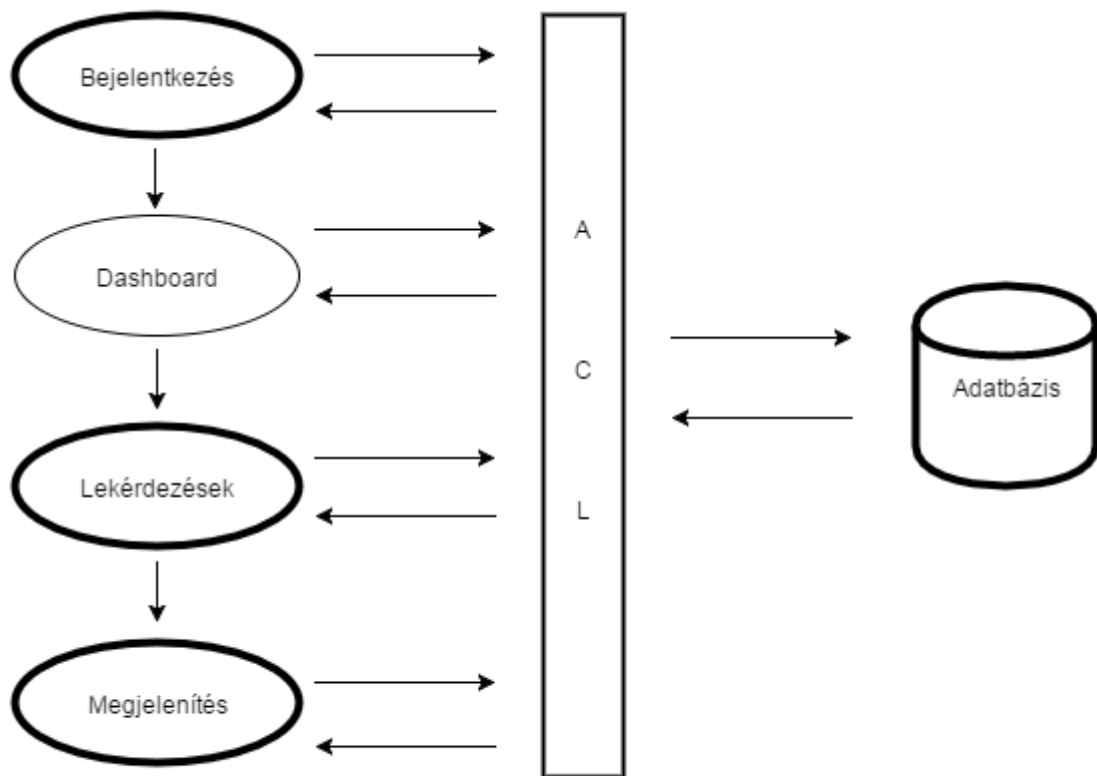 Bejelentkezés
Dashboard
Lekérdezések
Megjelenítés
A
C
L
Adatbázis